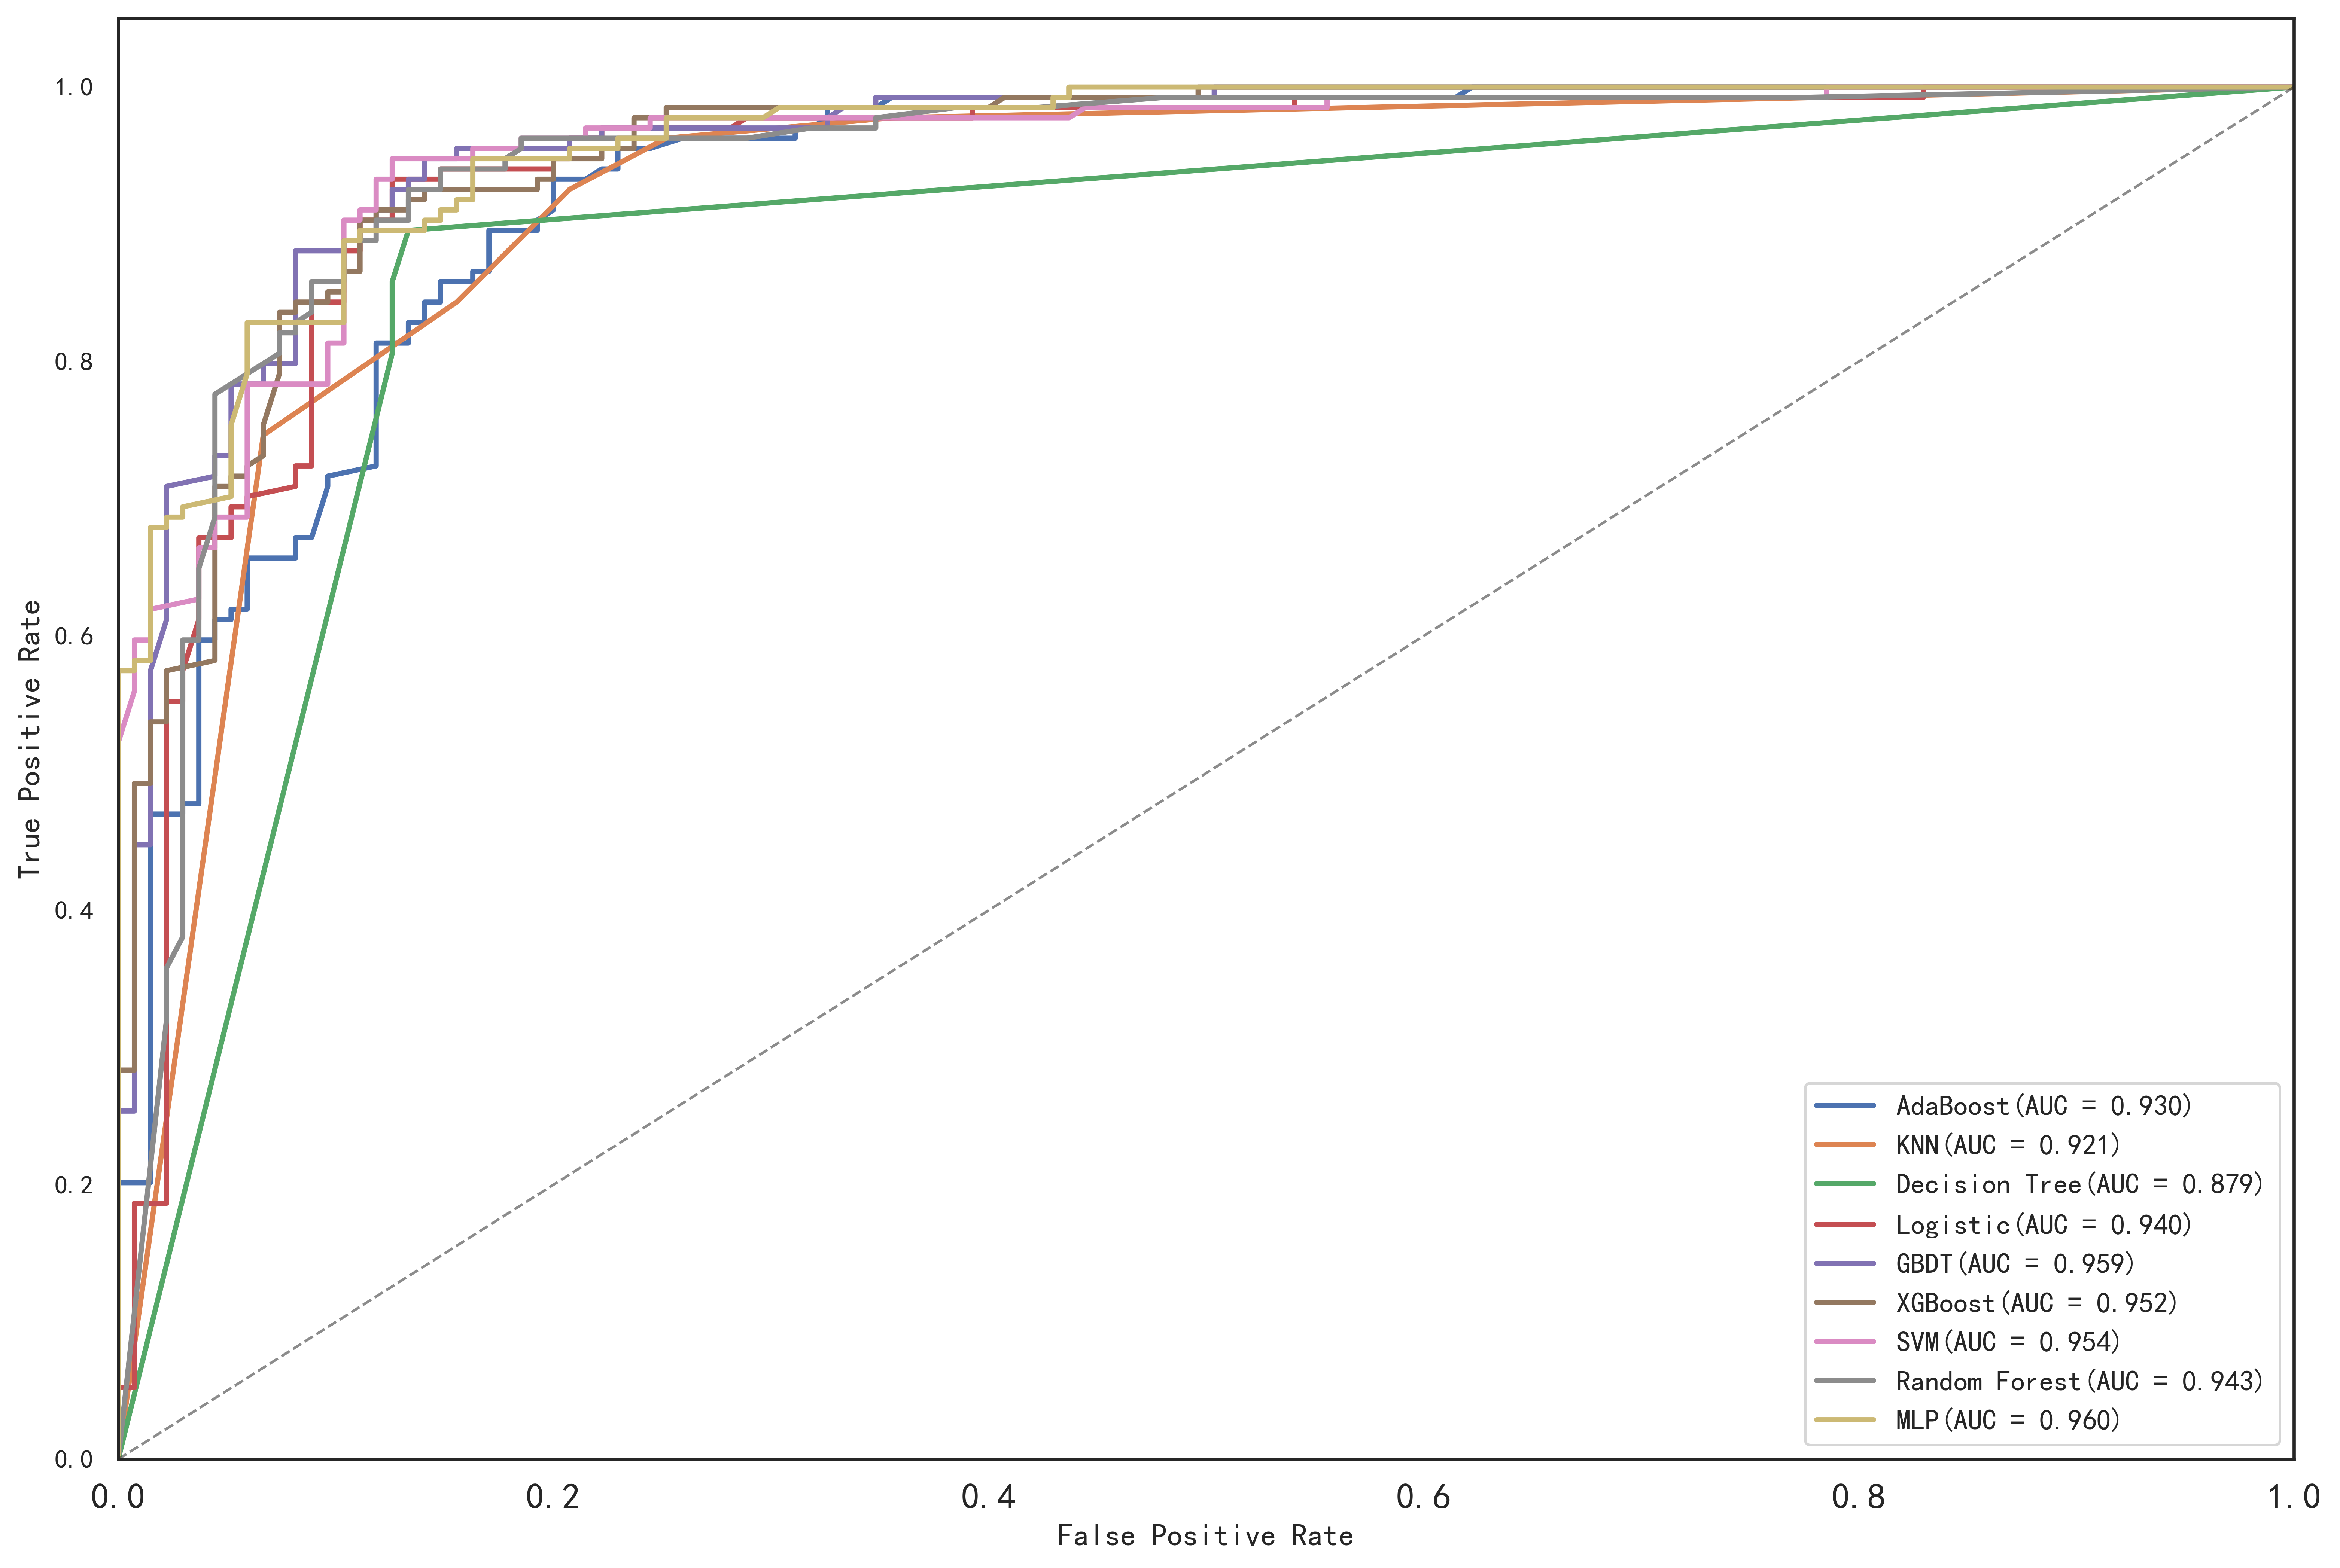 1.0
0.8
0.6
0.4
0.2
0.0
True Positive Rate
0.0 0.2 0.4 0.6 0.8 1.0
False Positive Rate
AdaBoost(AUC = 0.930)
KNN(AUC = 0.921)
Decision Tree(AUC = 0.879)
Logistic(AUC = 0.940)
GBDT(AUC = 0.959)
XGBoost(AUC = 0.952)
SVM(AUC = 0.954)
Random Forest(AUC = 0.943)
MLP(AUC = 0.960)